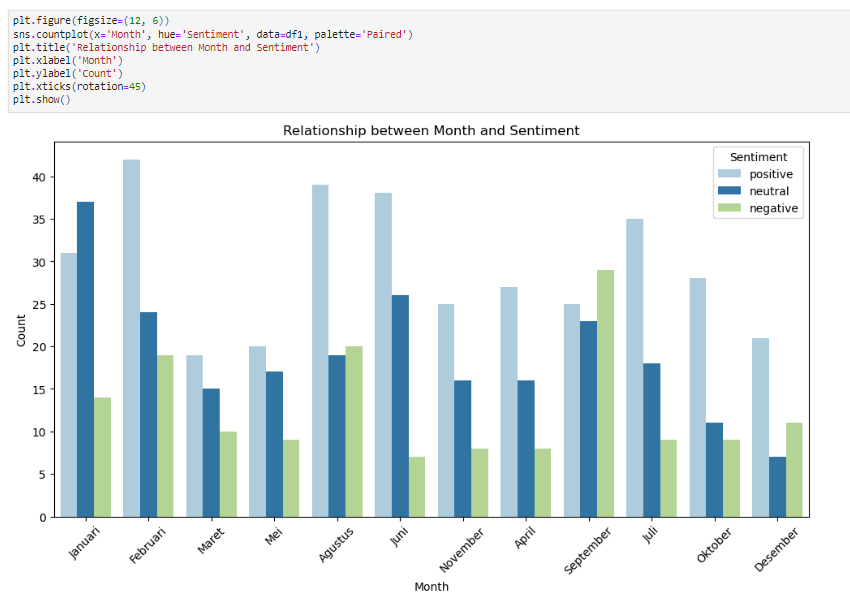 plt.figure(figsize=(12, 6))
sns.countplot(x='Month', hue='Sentiment', data=df1, palette='Paired')
plt.title('Relationship between Month and Sentiment')
plt.xlabel('Month')
plt.ylabel('Count')
plt.xticks(rotation=45)
plt.show()
Relationship between Month and Sentiment
Sentiment
positive
neutral
negative
Count
40
35
30
25
20
15
10
5
0
Januari
Februari
Maret
Mei
Agustus
Juni
November
April
September
Juli
Oktober
Desember
Month